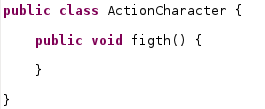 public class ActionCharacter {
public void figth() {
}
}